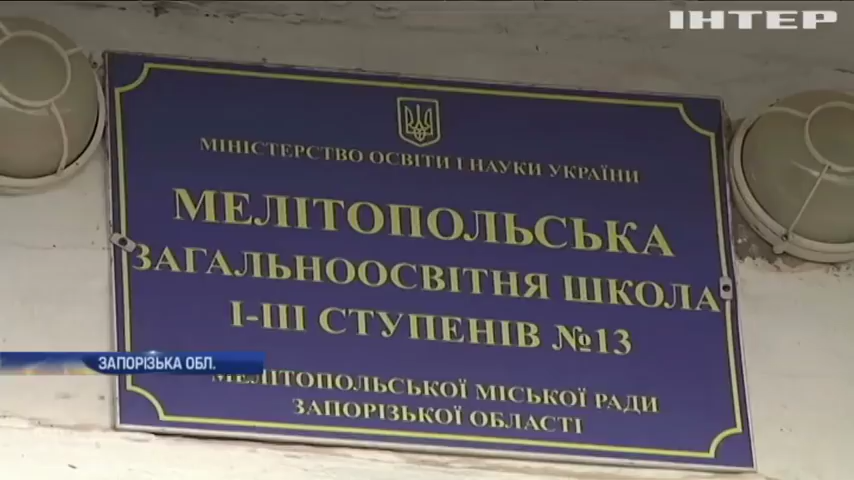 ІНТЕР
МІНІСТЕРСТВО ОСВІТИ І НАУКИ УКРАЇНИ
МЕЛІТОПОЛЬСЬКА
ЗАГАЛЬНООСВІТНЯ ШКОЛА
І-ІІІ СТУПЕНІВ №13
ЗАПОРІЗЬКА ОБЛ.
МЕЛІТОПОЛЬСЬКОЇ МІСЬКОЇ РАДИ
ЗАПОРІЗЬКОЇ ОБЛАСТІ